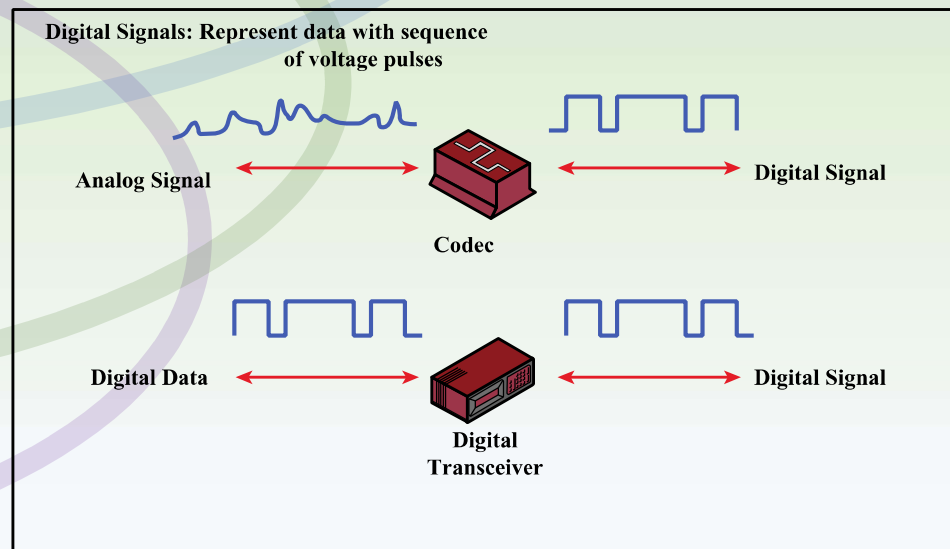 Digital Signals: Represent data with sequence
of voltage pulses
Analog Signal
Digital Signal
Codec
Digital Data
Digital Signal
Digital
Transceiver